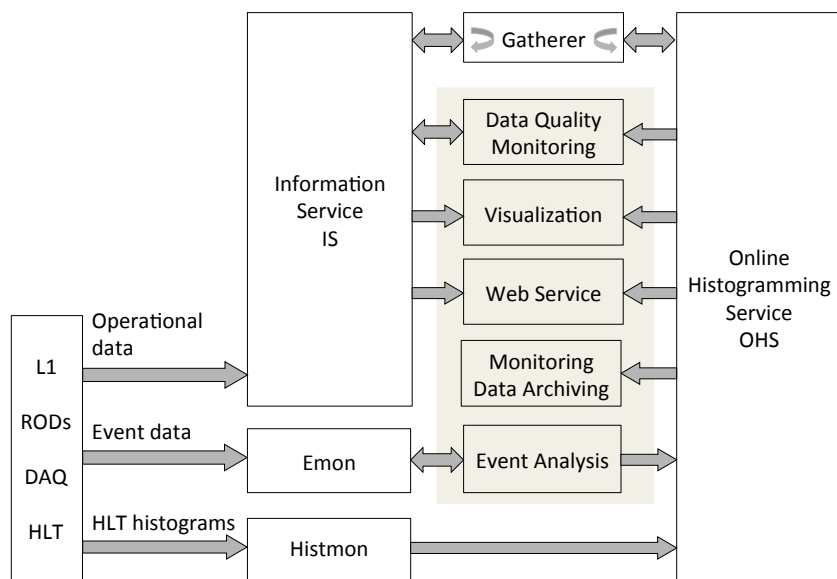 Gatherer
Data Quality
Monitoring
Information
Service
IS
Visualization
Web Service
Online
Histogramming
Service
OHS
Operational
data
L1
RODs
DAQ
HLT
Monitoring
Data Archiving
Event data
Emon
Event Analysis
HLT histograms
Histmon